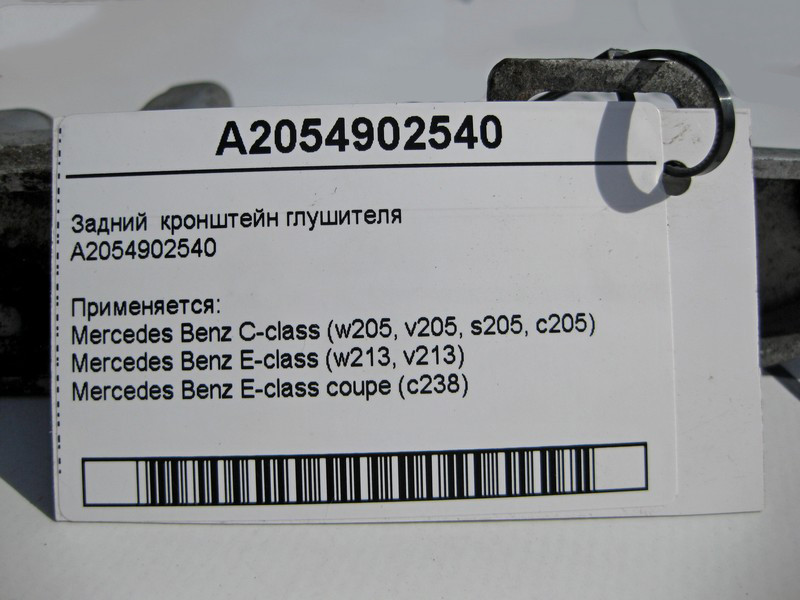 A2054902540
Задний кронштейн глушителя
A2054902540
Применяется:
Mercedes Benz C-class (w205, v205, s205, c205)
Mercedes Benz E-class (w213, v213)
Mercedes Benz E-class coupe (c238)